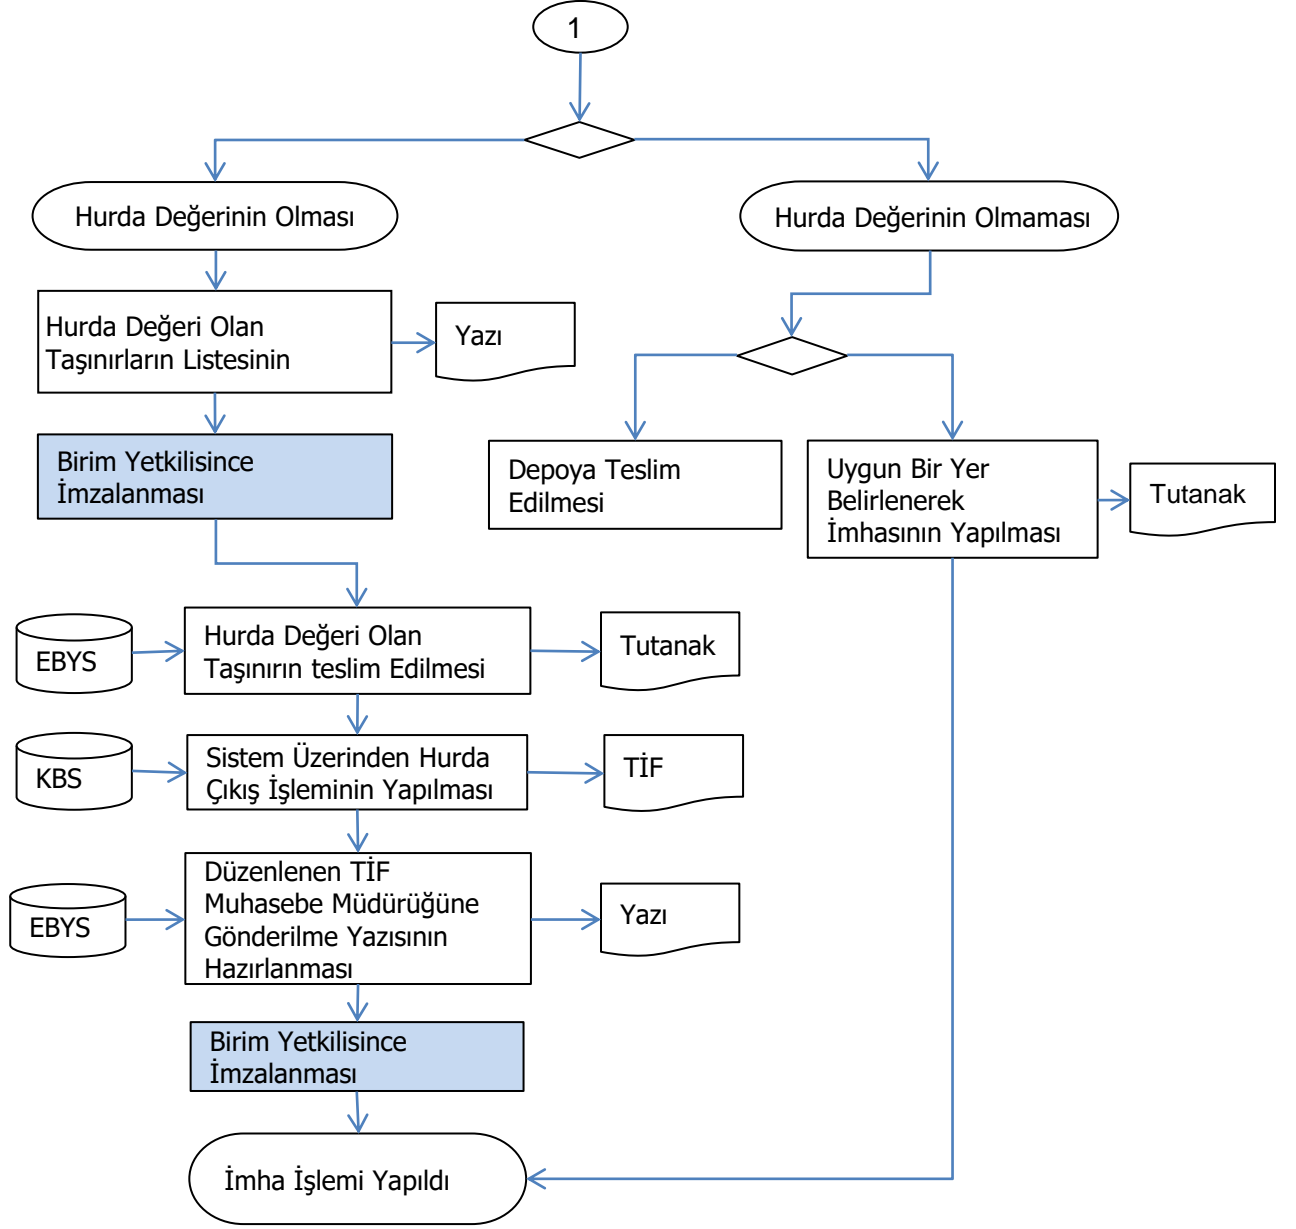 1
Hurda Değerinin Olması
Hurda Değerinin Olmaması
Hurda Değeri Olan
Taşınırların Listesinin
Yazı
Birim Yetkilisince
İmzalanması
Depoya Teslim
Edilmesi
Uygun Bir Yer
Belirlenerek
İmhasının Yapılması
Tutanak
EBYS
Hurda Değeri Olan
Taşınırın teslim Edilmesi
Tutanak
KBS
Sistem Üzerinden Hurda
Çıkış İşleminin Yapılması
TİF
EBYS
Düzenlenen TİF
Muhasebe Müdürüğüne
Gönderilme Yazısının
Hazırlanması
Yazı
Birim Yetkilisince
İmzalanması
İmha İşlemi Yapıldı